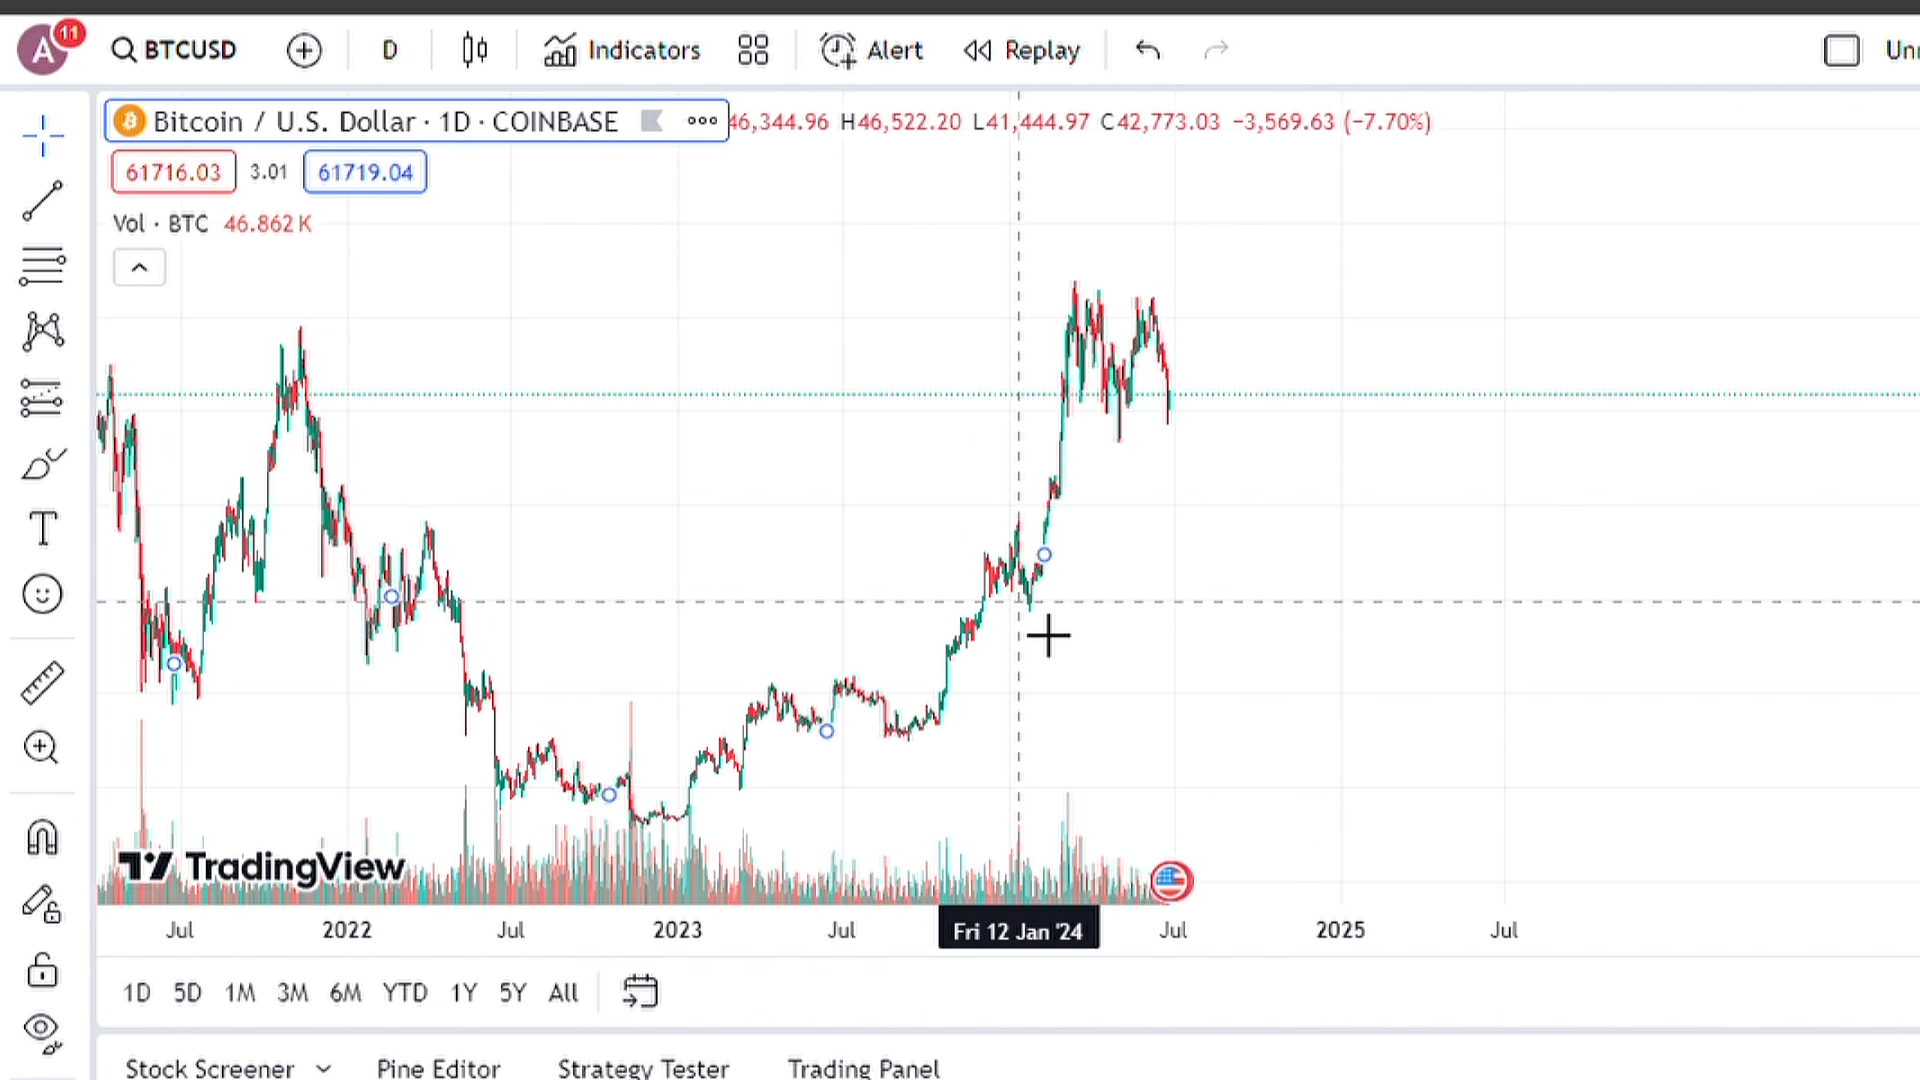 A 11 BTCUSD D Indicators Alert Replay
Bitcoin / U.S. Dollar · 1D · COINBASE 46,344.96 H46,522.20 L41,444.97 C42,773.03 −3,569.63 (−7.70%)
61716.03 3.01 61719.04
Vol · BTC 46.862 K
TradingView
Jul 2022 Jul 2023 Jul Fri 12 Jan '24 Jul 2025 Jul
1D 5D 1M 3M 6M YTD 1Y 5Y All
Stock Screener Pine Editor Strategy Tester Trading Panel